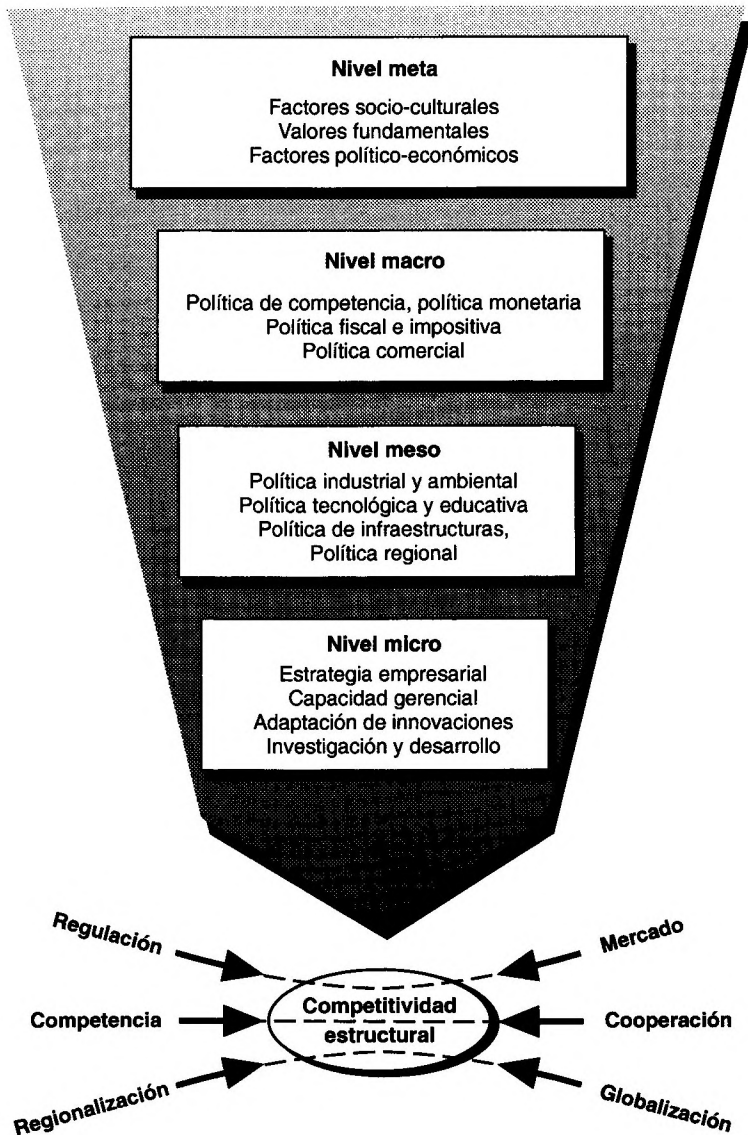 Nivel meta
Factores socio-culturales
Valores fundamentales
Factores político-económicos
Nivel macro
Política de competencia, política monetaria
Política fiscal e impositiva
Política comercial
Nivel meso
Política industrial y ambiental
Política tecnológica y educativa
Política de infraestructuras,
Política regional
Nivel micro
Estrategia empresarial
Capacidad gerencial
Adaptación de innovaciones
Investigación y desarrollo
Regulación
Mercado
Competencia
Competitividad
estructural
Cooperación
Regionalización
Globalización